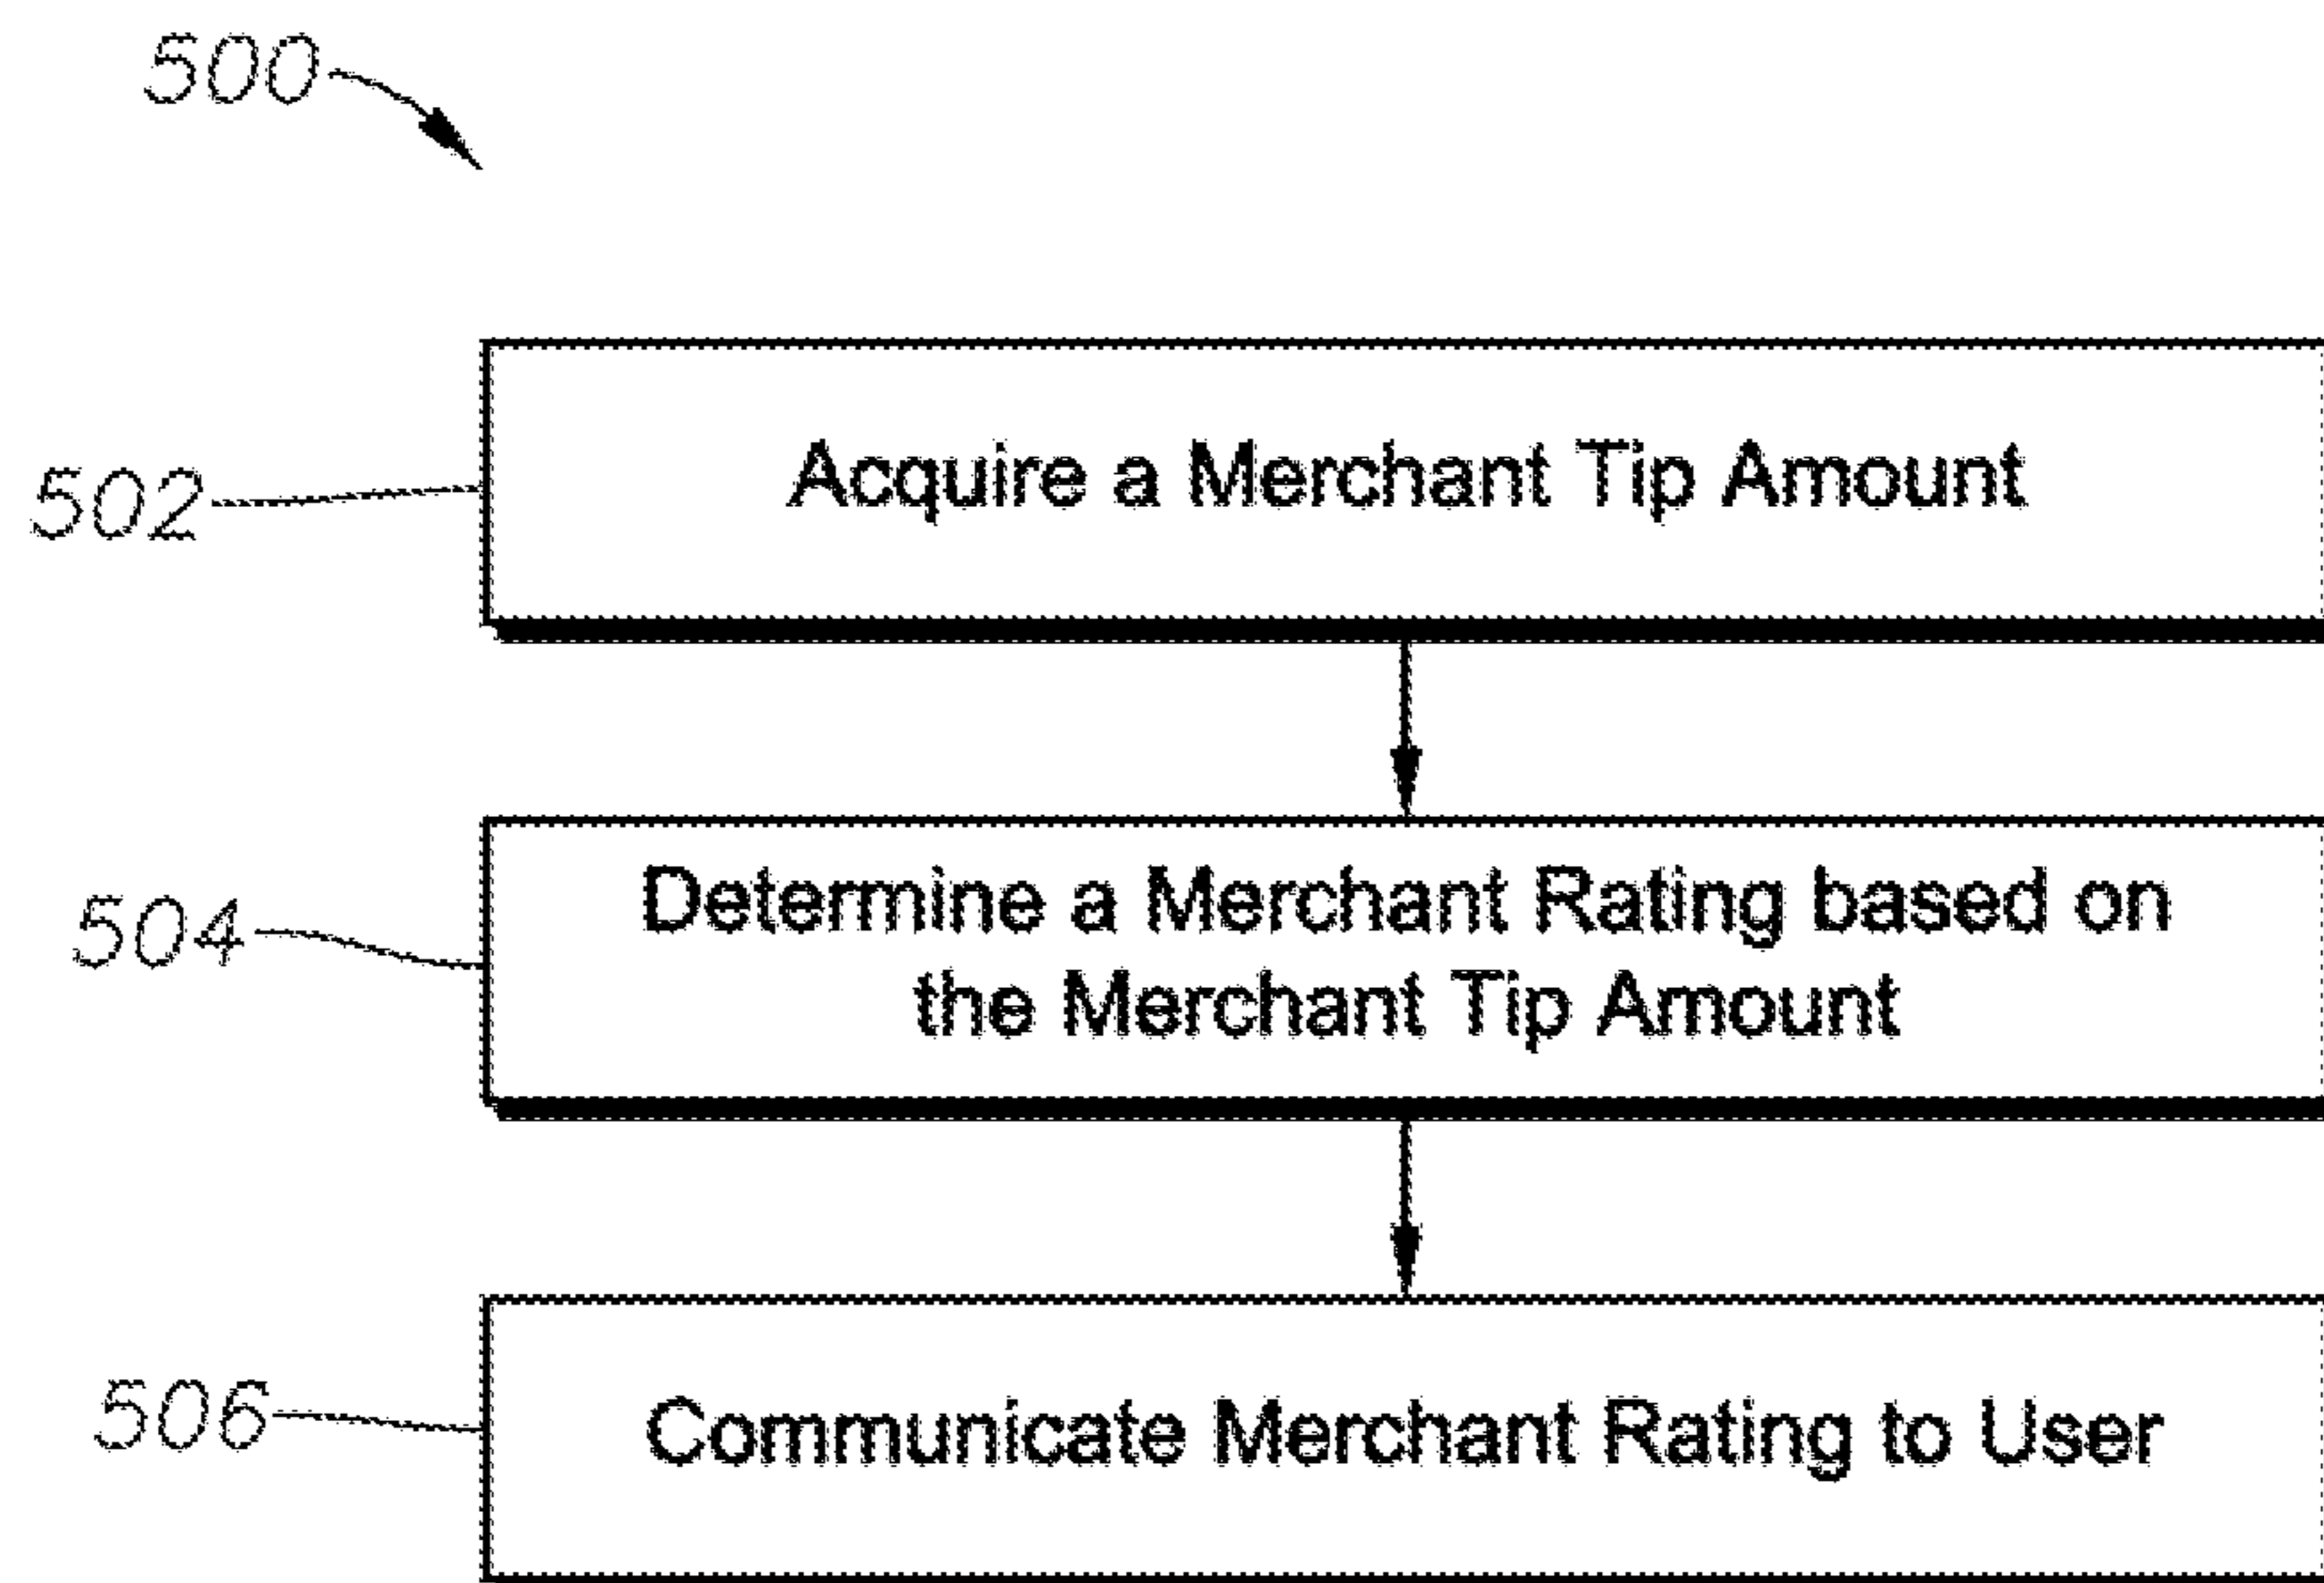 500
502
Acquire a Merchant Tip Amount
504
Determine a Merchant Rating based on
the Merchant Tip Amount
506
Communicate Merchant Rating to User